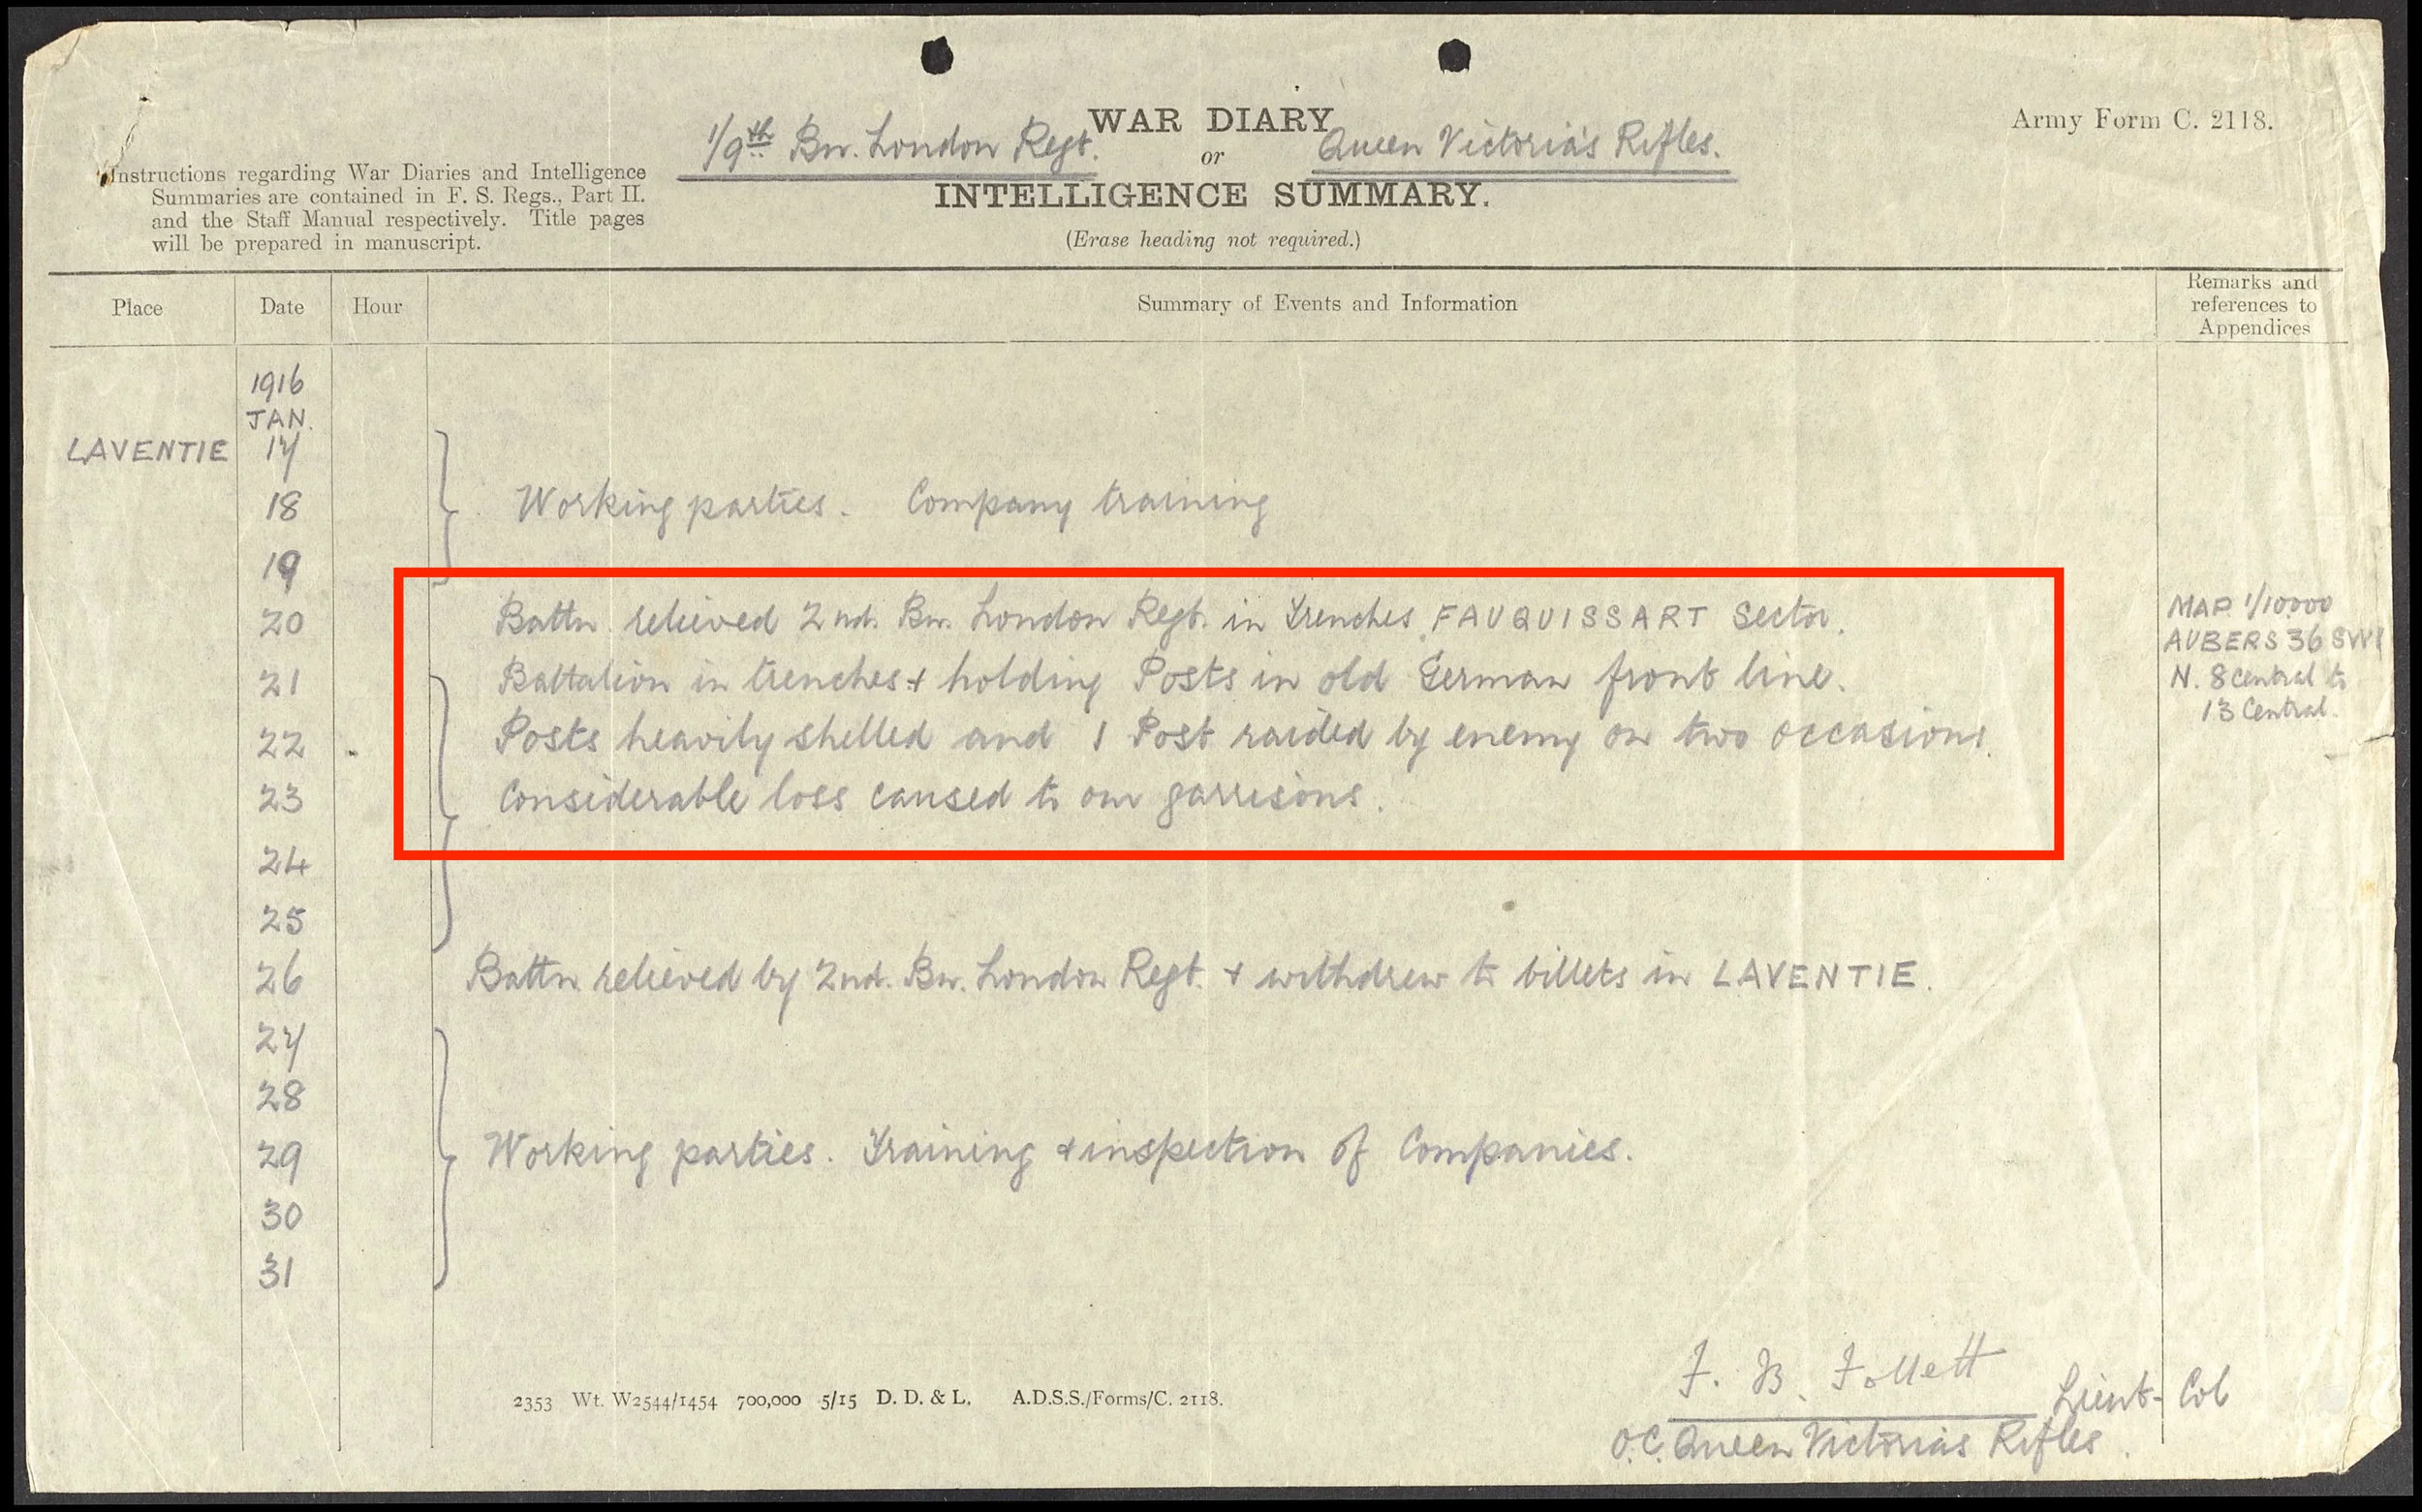 WAR DIARY
or
INTELLIGENCE SUMMARY.
(Erase heading not required.)
1/9th Bn. London Regt.
Queen Victoria's Rifles.
Army Form C. 2118.
Instructions regarding War Diaries and Intelligence
Summaries are contained in F. S. Regs., Part II.
and the Staff Manual respectively. Title pages
will be prepared in manuscript.
Place Date Hour Summary of Events and Information Remarks and
references to
Appendices
1916
JAN.
LAVENTIE 17
18 Working parties. Company training
19
20 Battn. relieved 2nd. Bn. London Regt. in Trenches, FAUQUISSART Sector. MAP 1/10000
AUBERS 36 SW1
21 Battalion in trenches + holding Posts in old German front line. N. 8 Central to
13 Central.
22 Posts heavily shelled and 1 Post raided by enemy on two occasions.
23 Considerable loss caused to our garrisons.
24
25
26 Battn. relieved by 2nd. Bn. London Regt. + withdrew to billets in LAVENTIE.
27
28
29 Working parties. Training + inspection of Companies.
30
31
F. B. Follett Lieut-Col
O.C. Queen Victorias Rifles.
2353 Wt. W2544/1454 700,000 5/15 D. D. & L. A.D.S.S./Forms/C. 2118.